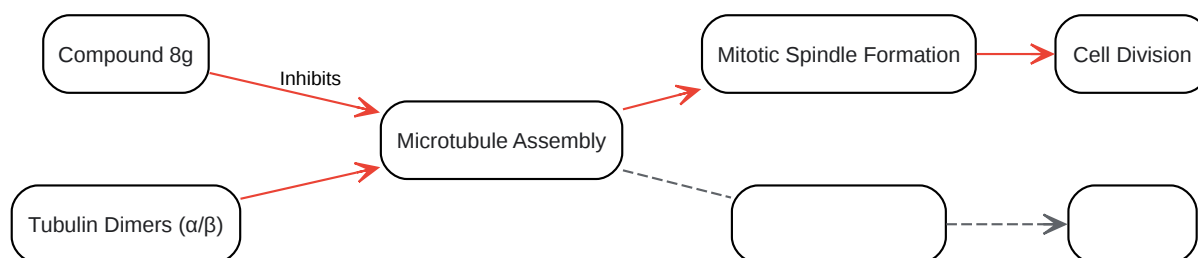 Compound 8g
Inhibits
Mitotic Spindle Formation
Cell Division
Microtubule Assembly
Tubulin Dimers (α/β)